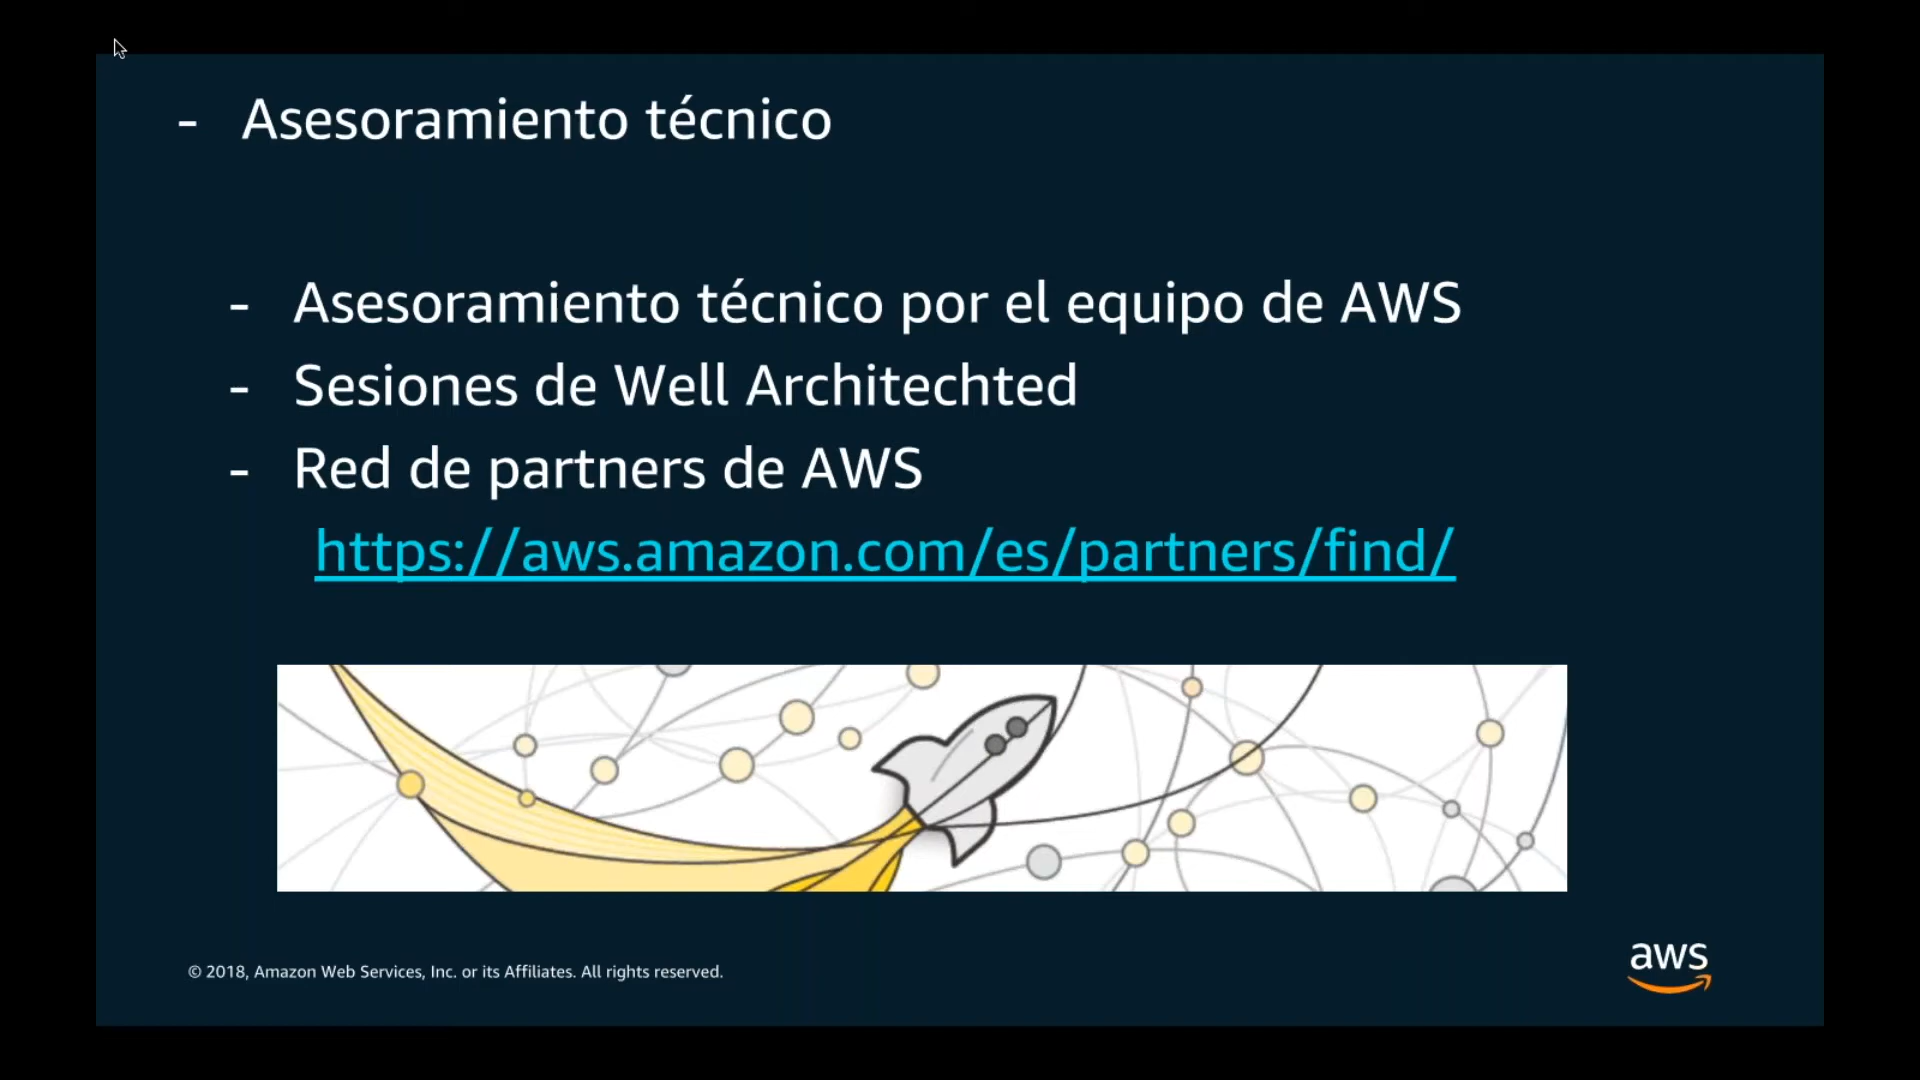 - Asesoramiento técnico
- Asesoramiento técnico por el equipo de AWS
- Sesiones de Well Architechted
- Red de partners de AWS
https://aws.amazon.com/es/partners/find/
© 2018, Amazon Web Services, Inc. or its Affiliates. All rights reserved.
aws